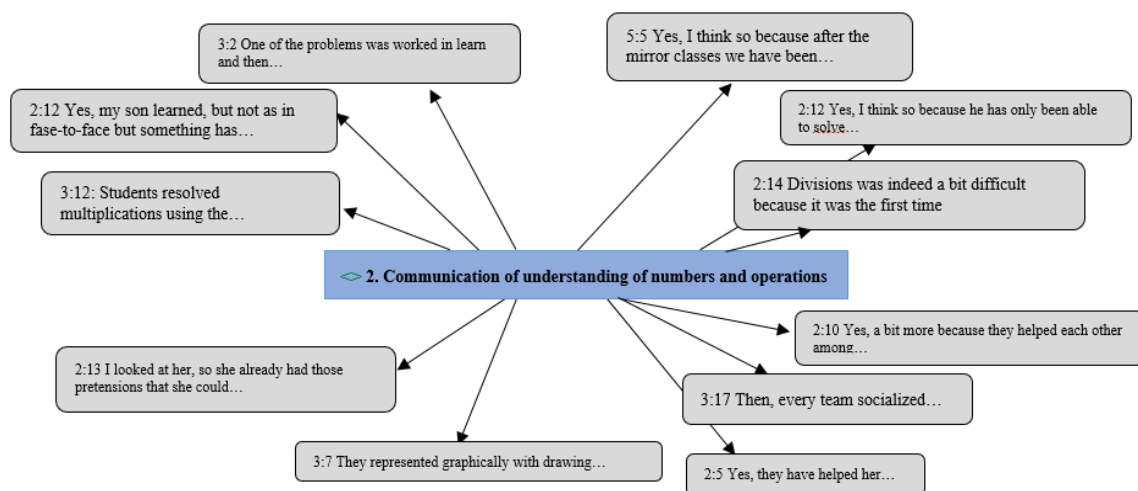 3:2 One of the problems was worked in learn
and then…
5:5 Yes, I think so because after the
mirror classes we have been…
2:12 Yes, my son learned, but not as in
fase-to-face but something has…
2:12 Yes, I think so because he has only been able
to solve…
3:12: Students resolved
multiplications using the…
2:14 Divisions was indeed a bit difficult
because it was the first time
<> 2. Communication of understanding of numbers and operations
2:10 Yes, a bit more because they helped each other
among…
2:13 I looked at her, so she already had those
pretensions that she could…
3:17 Then, every team socialized…
3:7 They represented graphically with drawing…
2:5 Yes, they have helped her…